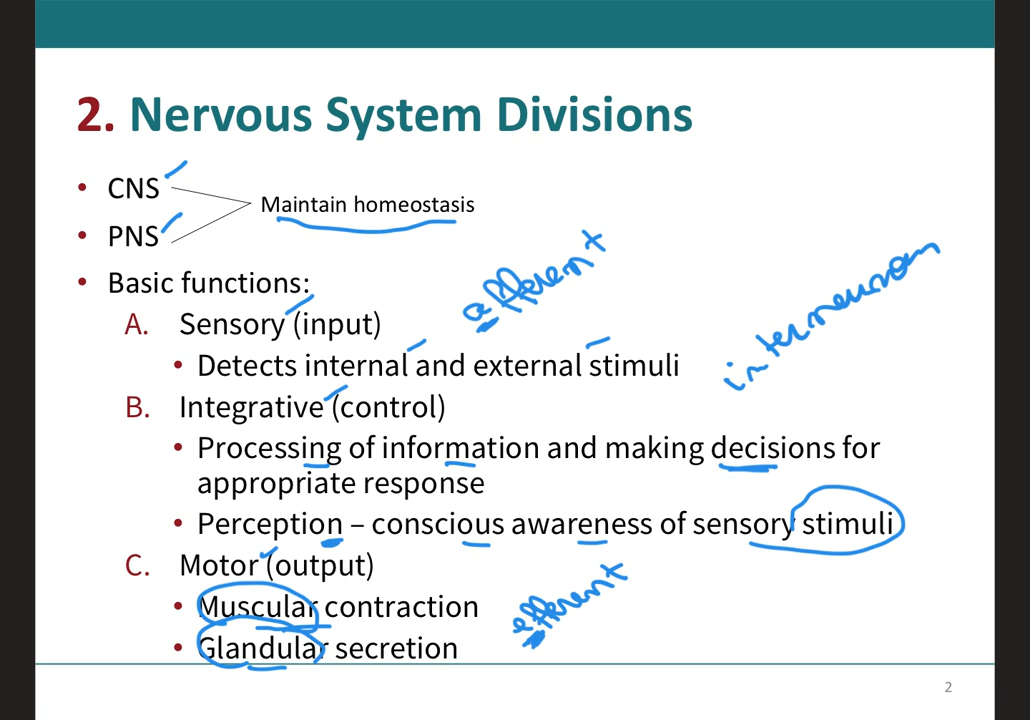 2. Nervous System Divisions
• CNS
Maintain homeostasis
• PNS
• Basic functions:
afferent
interneuron
A. Sensory (input)
• Detects internal and external stimuli
B. Integrative (control)
• Processing of information and making decisions for
appropriate response
• Perception – conscious awareness of sensory stimuli
C. Motor (output)
efferent
• Muscular contraction
• Glandular secretion
2